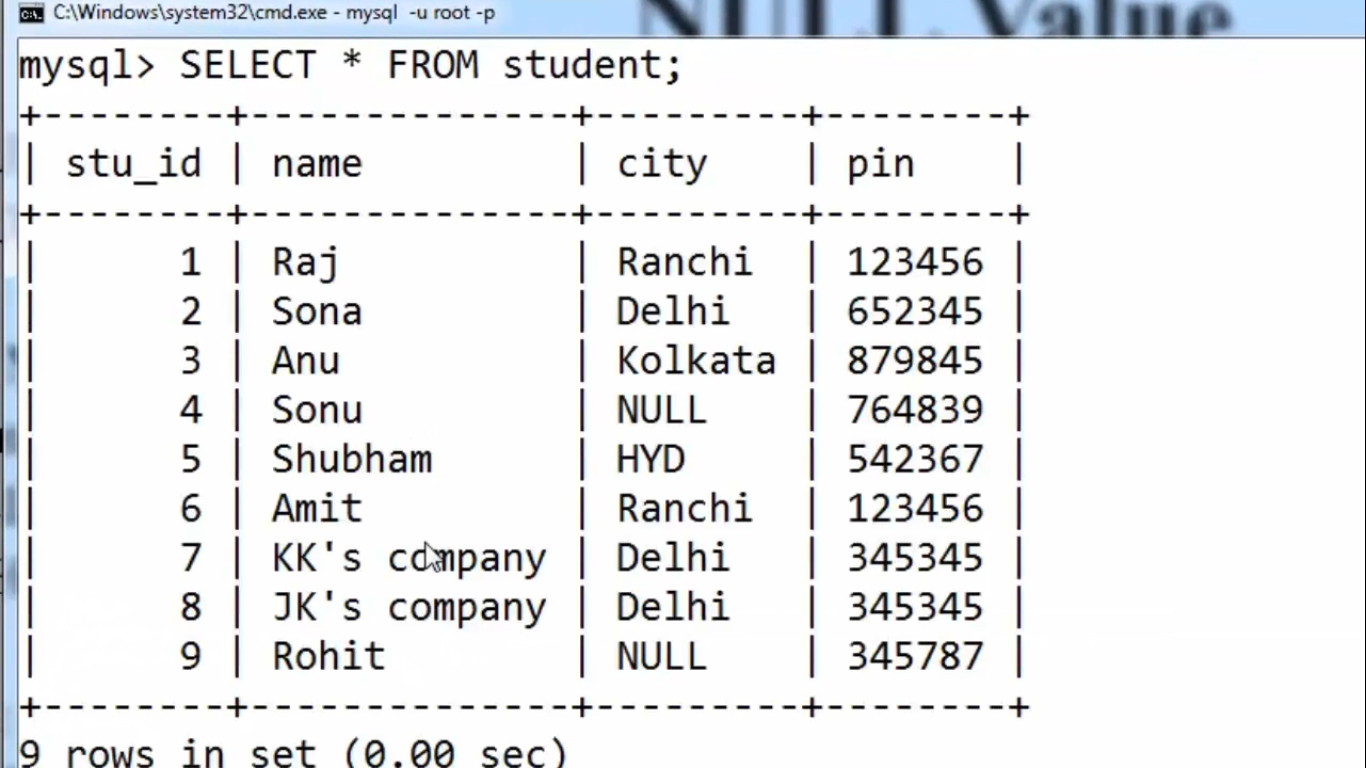 NULL Value
C:\Windows\system32\cmd.exe - mysql  -u root -p
mysql> SELECT * FROM student;
+--------+--------------+---------+--------+
| stu_id | name         | city    | pin    |
+--------+--------------+---------+--------+
|      1 | Raj          | Ranchi  | 123456 |
|      2 | Sona         | Delhi   | 652345 |
|      3 | Anu          | Kolkata | 879845 |
|      4 | Sonu         | NULL    | 764839 |
|      5 | Shubham      | HYD     | 542367 |
|      6 | Amit         | Ranchi  | 123456 |
|      7 | KK's company | Delhi   | 345345 |
|      8 | JK's company | Delhi   | 345345 |
|      9 | Rohit        | NULL    | 345787 |
+--------+--------------+---------+--------+
9 rows in set (0.00 sec)